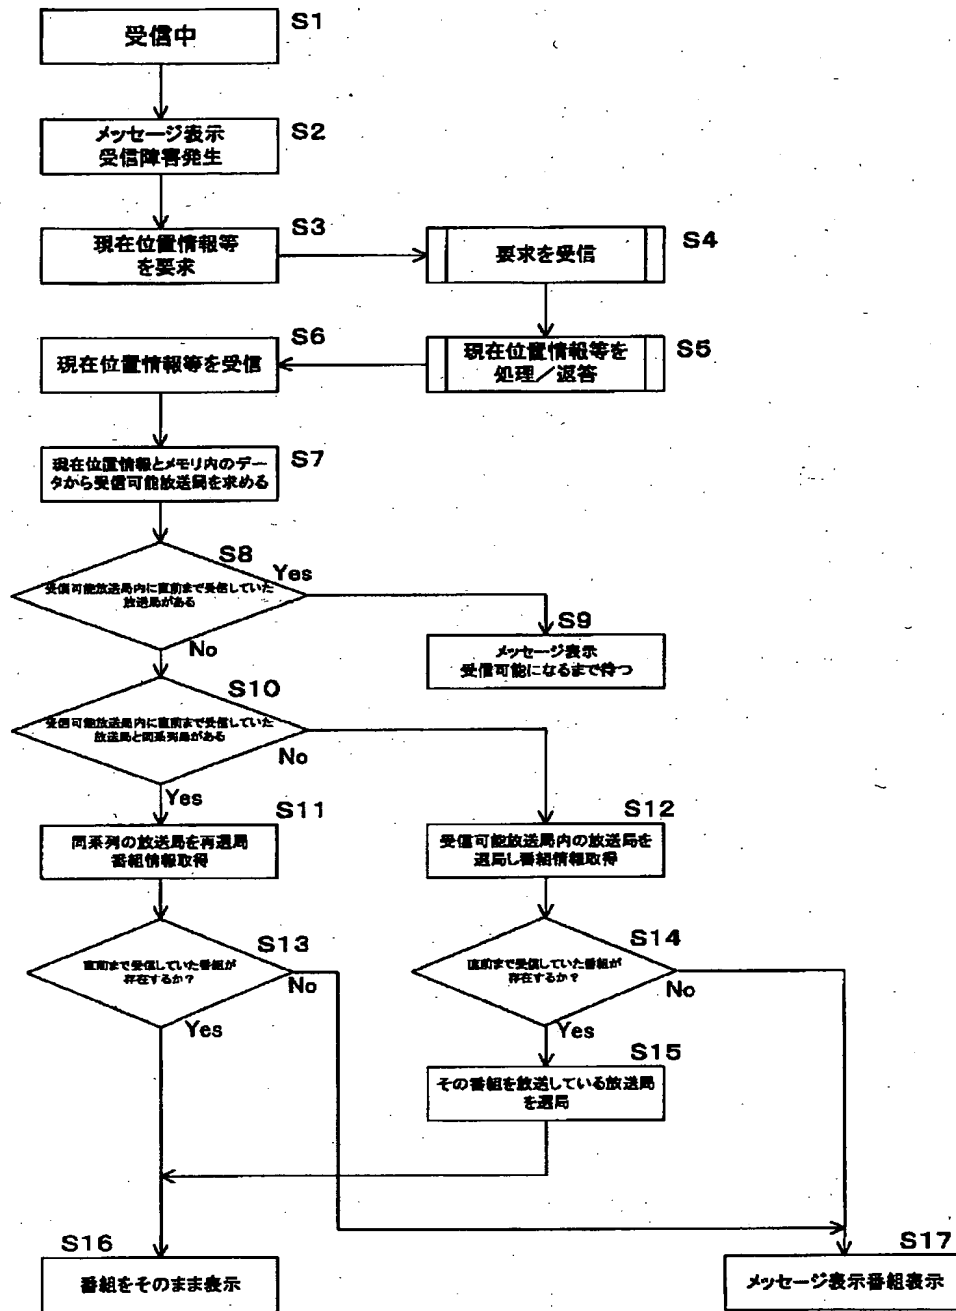 S1
受信中
S2
メッセージ表示
受信障害発生
S3
現在位置情報等
を要求
S4
要求を受信
S6
現在位置情報等を受信
S5
現在位置情報等を
処理/返答
S7
現在位置情報とメモリ内のデー
タから受信可能放送局を求める
S8
受信可能放送局内に直前まで受信していた
放送局がある
Yes
No
S9
メッセージ表示
受信可能になるまで待つ
S10
受信可能放送局内に直前まで受信していた
放送局と同系列局がある
No
Yes
S11
同系列の放送局を再選局
番組情報取得
S12
受信可能放送局内の放送局を
選局し番組情報取得
S13
直前まで受信していた番組が
存在するか?
No
Yes
S14
直前まで受信していた番組が
存在するか?
No
Yes
S15
その番組を放送している放送局
を選局
S16
番組をそのまま表示
S17
メッセージ表示番組表示